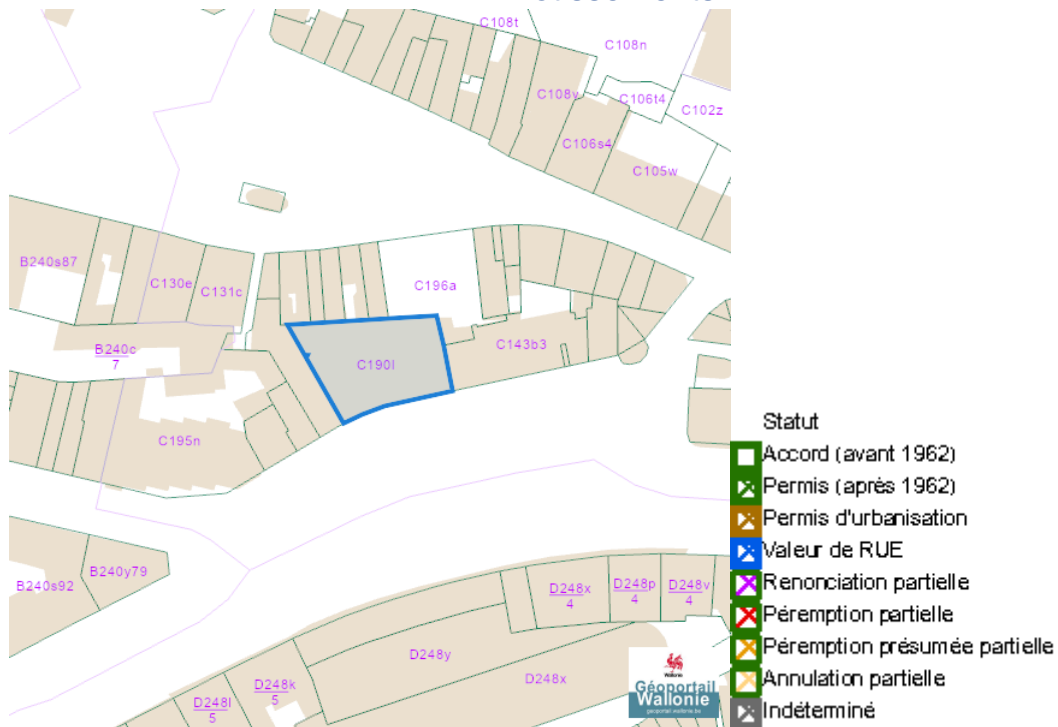 C108t
C108n
C108v
C106t4
C102z
C106s4
C105w
B240s87
C130e
C131c
C196a
B240c
7
C190l
C143b3
C195n
B240s92
B240y79
D248x
4
D248p
4
D248v
4
D248y
D248x
D248k
5
D248l
5
Wallonie
Géoportail
Wallonie
geoportail.wallonie.be
Statut
Accord (avant 1962)
Permis (après 1962)
Permis d'urbanisation
Valeur de RUE
Renonciation partielle
Péremption partielle
Péremption présumée partielle
Annulation partielle
Indéterminé